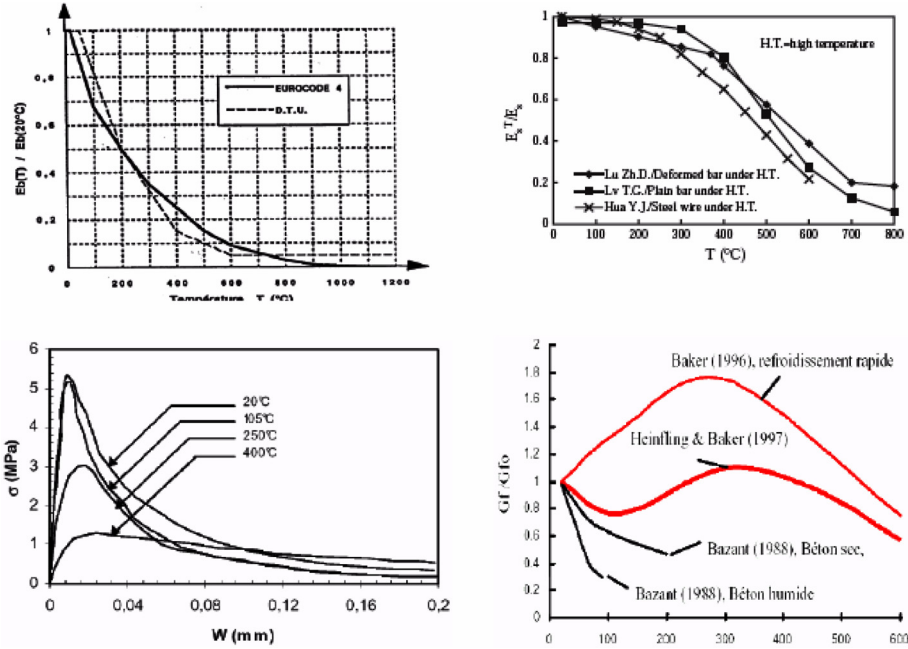 1
0,8
0,6
0,4
0,2
0
Eb(T) / Eb(20°C)
EUROCODE 4
D.T.U.
0 200 400 600 800 1000 1200
Température T (°C)
1
0.8
0.6
0.4
0.2
0
H.T.=high temperature
Lu Zh.D./Deformed bar under H.T.
Lv T.G./Plain bar under H.T.
Hua Y.J./Steel wire under H.T.
0 100 200 300 400 500 600 700 800
T (°C)
E_s^T/E_s
6
5
4
3
2
1
0
σ (MPa)
20°C
105°C
250°C
400°C
0 0,04 0,08 0,12 0,16 0,2
W (mm)
2
1.8
1.6
1.4
1.2
1
0.8
0.6
0.4
0.2
0
Gf /Gfo
Baker (1996), refroidissement rapide
Heinfling & Baker (1997)
Bazant (1988), Béton sec,
Bazant (1988), Béton humide
0 100 200 300 400 500 600